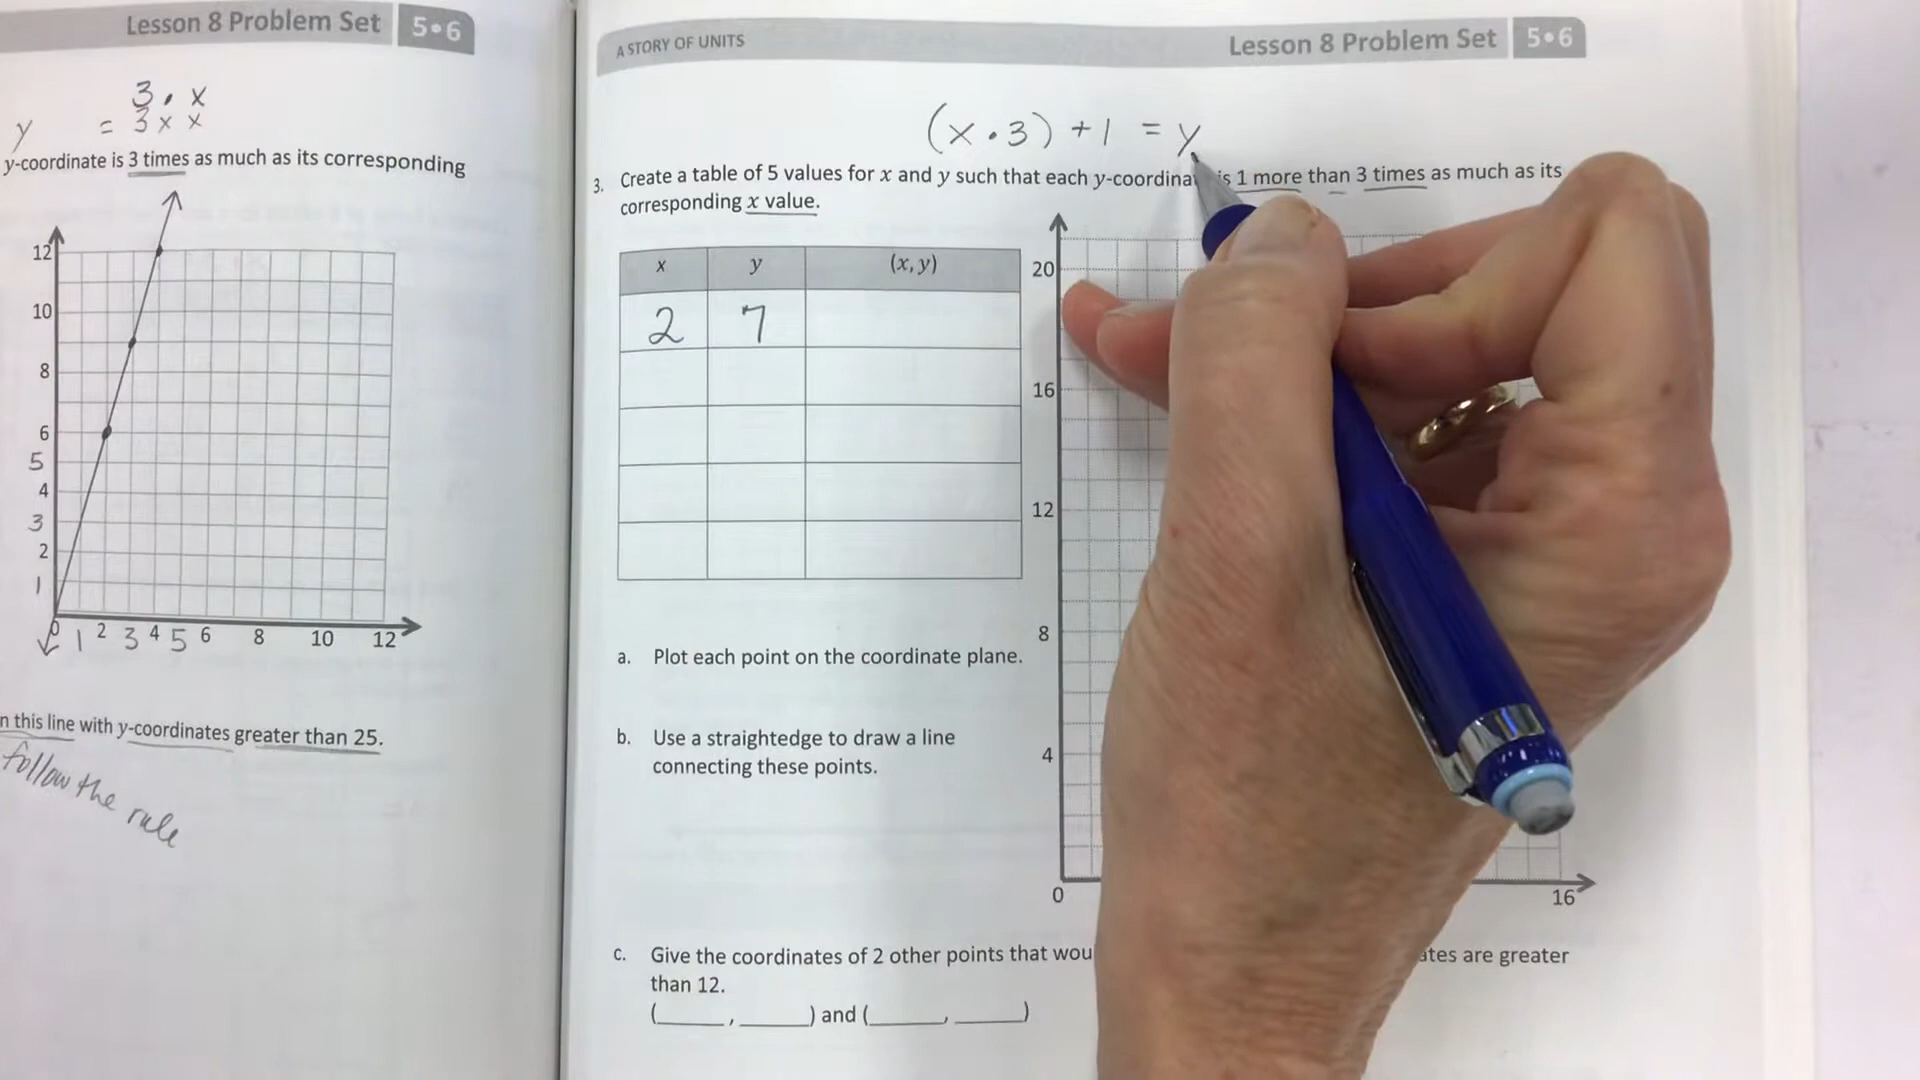 Lesson 8 Problem Set 5•6
3 . x
y = 3 x x
y-coordinate is 3 times as much as its corresponding
12
10
8
6
5
4
3
2
1
0 1 2 3 4 5 6 8 10 12
n this line with y-coordinates greater than 25.
follow the rule
A STORY OF UNITS Lesson 8 Problem Set 5•6
(x • 3) + 1 = y
3. Create a table of 5 values for x and y such that each y-coordina is 1 more than 3 times as much as its
corresponding x value.
x y (x, y)
2 7
20
16
12
8
4
0 16
a. Plot each point on the coordinate plane.
b. Use a straightedge to draw a line
connecting these points.
c. Give the coordinates of 2 other points that wou ates are greater
than 12.
(_____, _____) and (_____, _____)